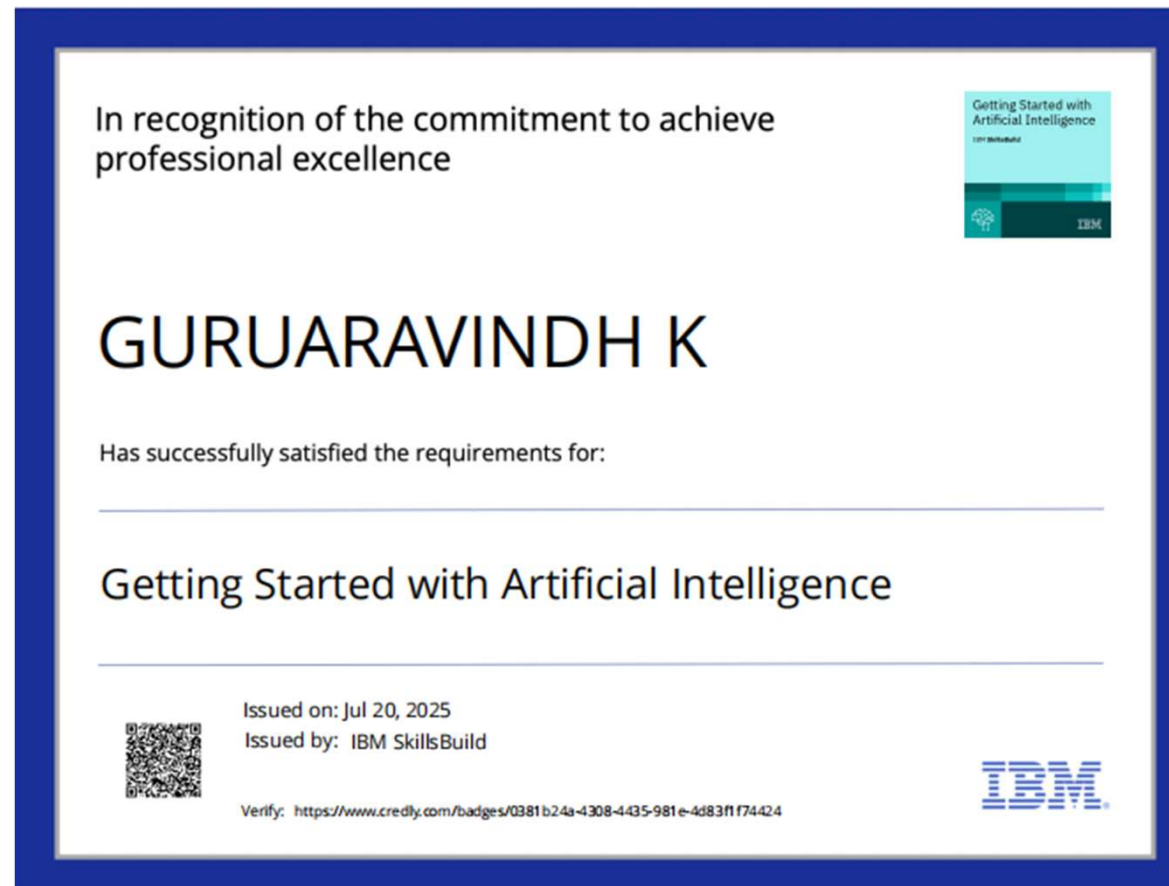 In recognition of the commitment to achieve
professional excellence
Getting Started with
Artificial Intelligence
IBM SkillsBuild
IBM
GURUARAVINDH K
Has successfully satisfied the requirements for:
Getting Started with Artificial Intelligence
Issued on: Jul 20, 2025
Issued by: IBM SkillsBuild
Verify: https://www.credly.com/badges/0381b24a-4308-4435-981e-4d83f1f74424
IBM.